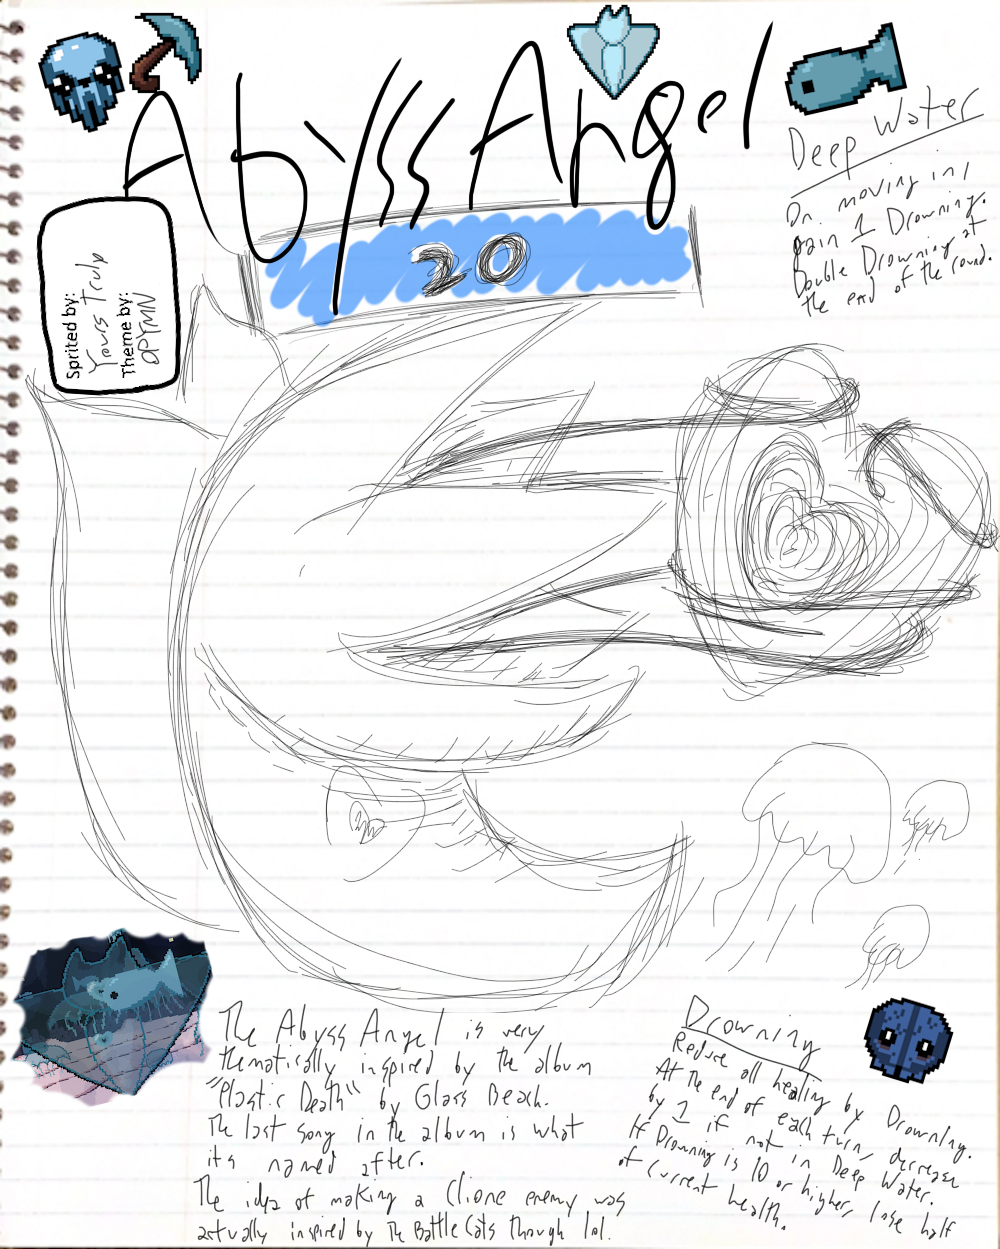 Abyss Angel
20
Sprited by:
Yours Trulp
Theme by:
OPYMN
Deep Water
On moving in,
gain 1 Drowning.
Double Drowning at
the end of the round.
The Abyss Angel is very
thematically inspired by the album
"Plastic Death" by Glass Beach.
The last song in the album is what
its named after.
The idea of making a Clione enemy was
actually inspired by The Battle Cats though lol.
Drowning
Reduce all healing by Drowning.
At the end of each turn, decrease
by 1 if not in Deep Water.
If Drowning is 10 or higher, lose half
of current health.